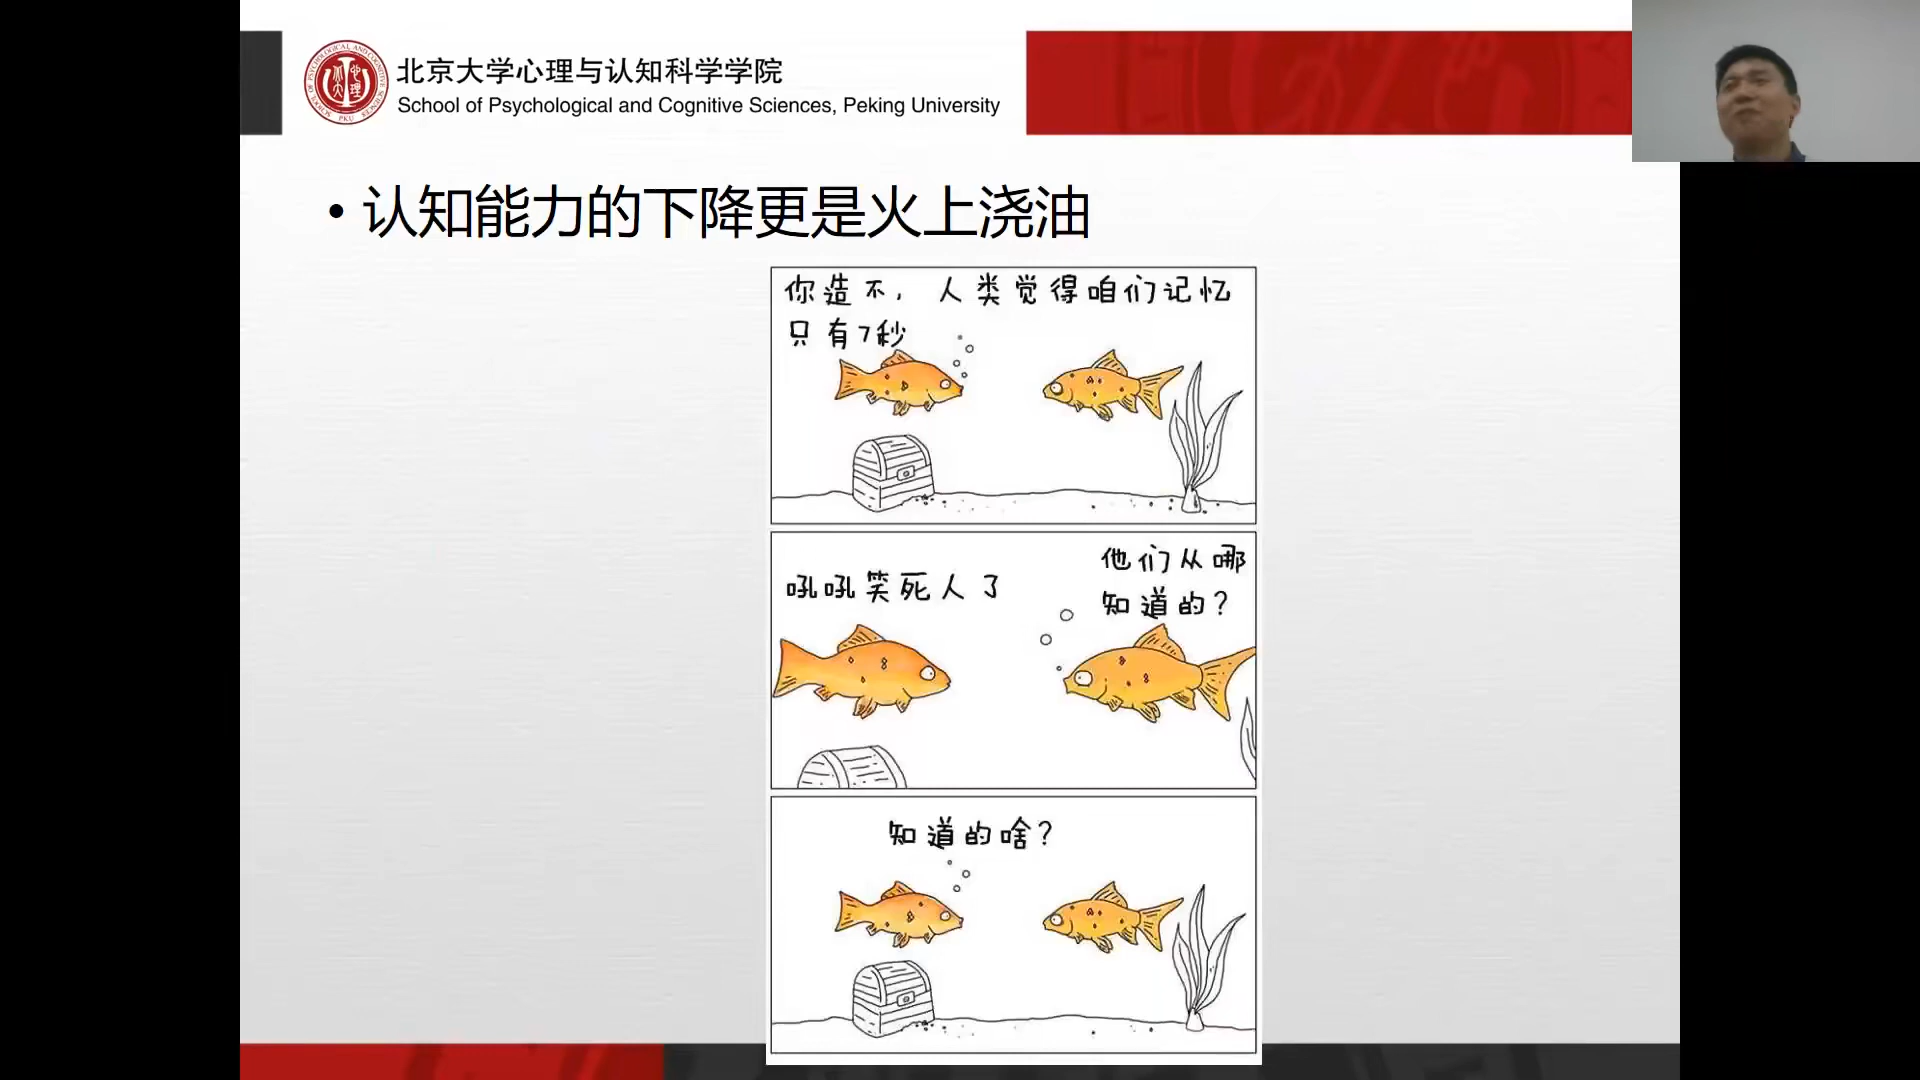 北京大学心理与认知科学学院
School of Psychological and Cognitive Sciences, Peking University
• 认知能力的下降更是火上浇油
你造不, 人类觉得咱们记忆
只有7秒
吼吼笑死人了
他们从哪
知道的?
知道的啥?